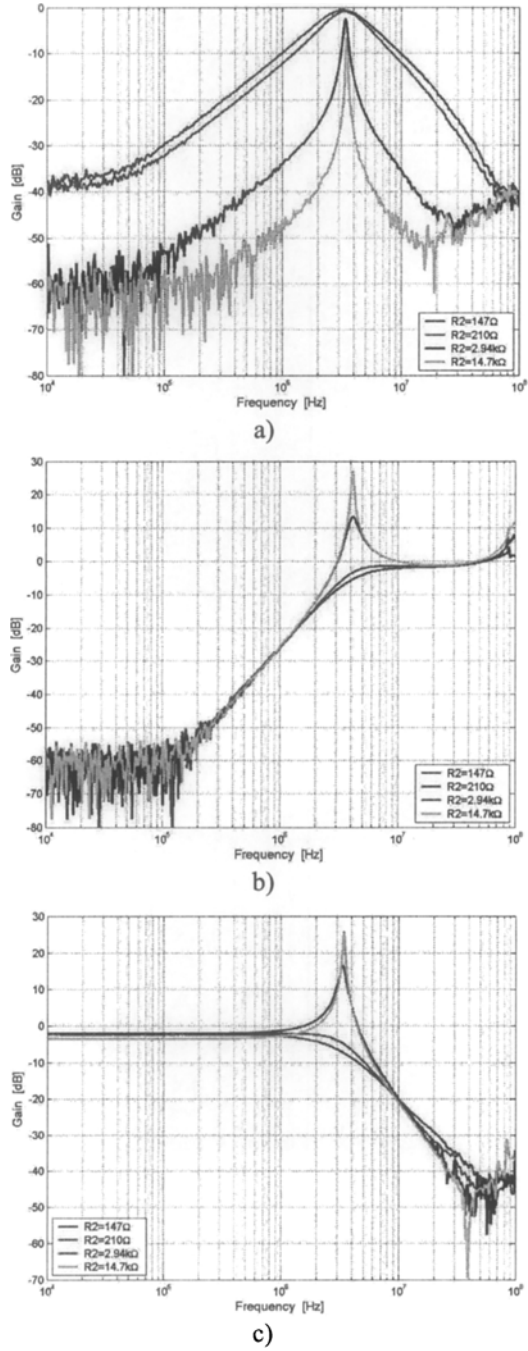 0
-10
-20
-30
-40
-50
-60
-70
-80
Gain [dB]
R2=147Ω
R2=210Ω
R2=2.94kΩ
R2=14.7kΩ
10⁴ 10⁵ 10⁶ 10⁷ 10⁸
Frequency [Hz]
a)
30
20
10
0
-10
-20
-30
-40
-50
-60
-70
-80
Gain [dB]
R2=147Ω
R2=210Ω
R2=2.94kΩ
R2=14.7kΩ
10⁴ 10⁵ 10⁶ 10⁷ 10⁸
Frequency [Hz]
b)
30
20
10
0
-10
-20
-30
-40
-50
-60
-70
Gain [dB]
R2=147Ω
R2=210Ω
R2=2.94kΩ
R2=14.7kΩ
10⁴ 10⁵ 10⁶ 10⁷ 10⁸
Frequency [Hz]
c)